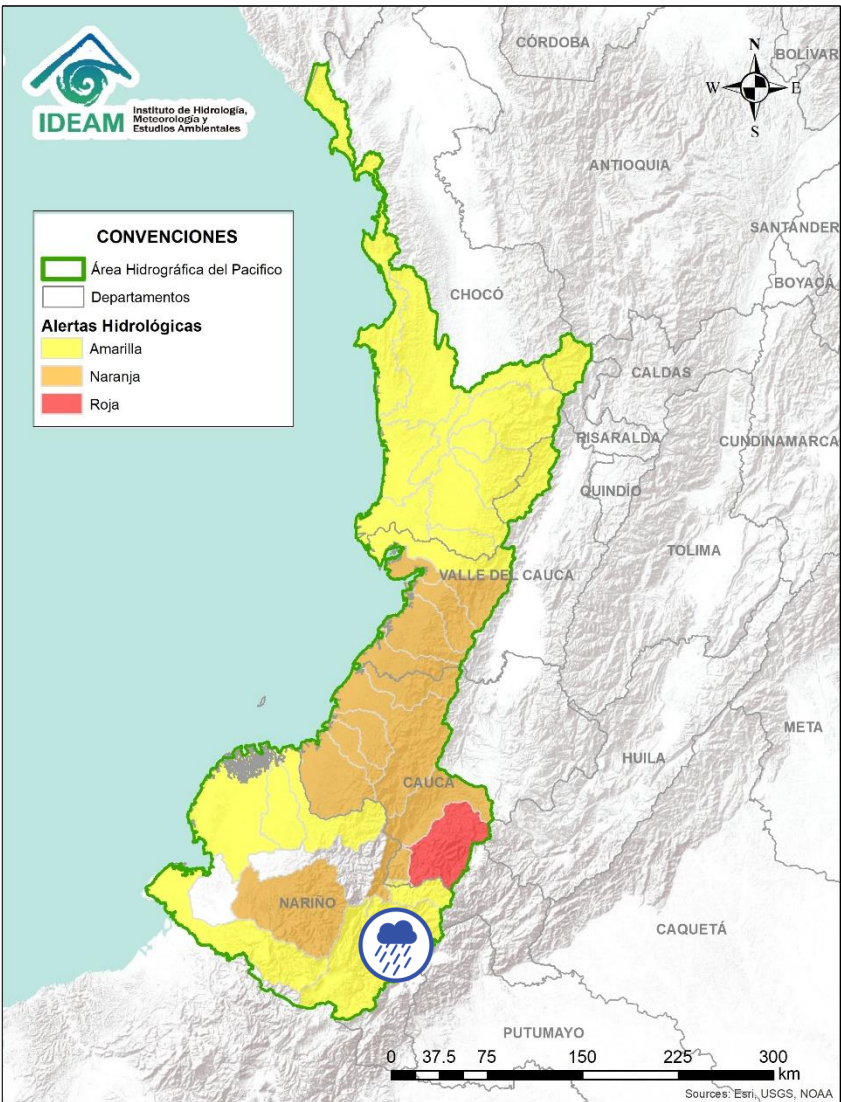 IDEAM
Instituto de Hidrología,
Meteorología y
Estudios Ambientales
CÓRDOBA
N
W
E
S
BOLÍVAR
ANTIOQUIA
SANTANDER
BOYACÁ
CONVENCIONES
Área Hidrográfica del Pacifico
Departamentos
Alertas Hidrológicas
Amarilla
Naranja
Roja
CHOCÓ
CALDAS
RISARALDA
CUNDINAMARCA
QUINDÍO
TOLIMA
VALLE DEL CAUCA
META
HUILA
CAUCA
NARIÑO
CAQUETÁ
PUTUMAYO
0 37.5 75 150 225 300
km
Sources: Esri, USGS, NOAA